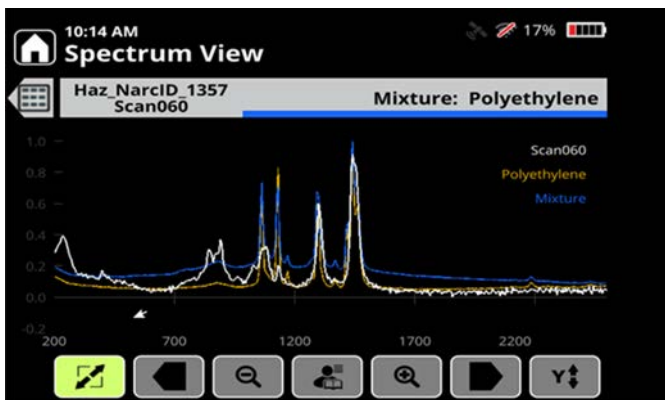 10:14 AM
17%
Spectrum View
Haz_NarcID_1357
Scan060
Mixture: Polyethylene
Scan060
Polyethylene
Mixture
1.0
0.8
0.6
0.4
0.2
0.0
-0.2
200 700 1200 1700 2200
Y